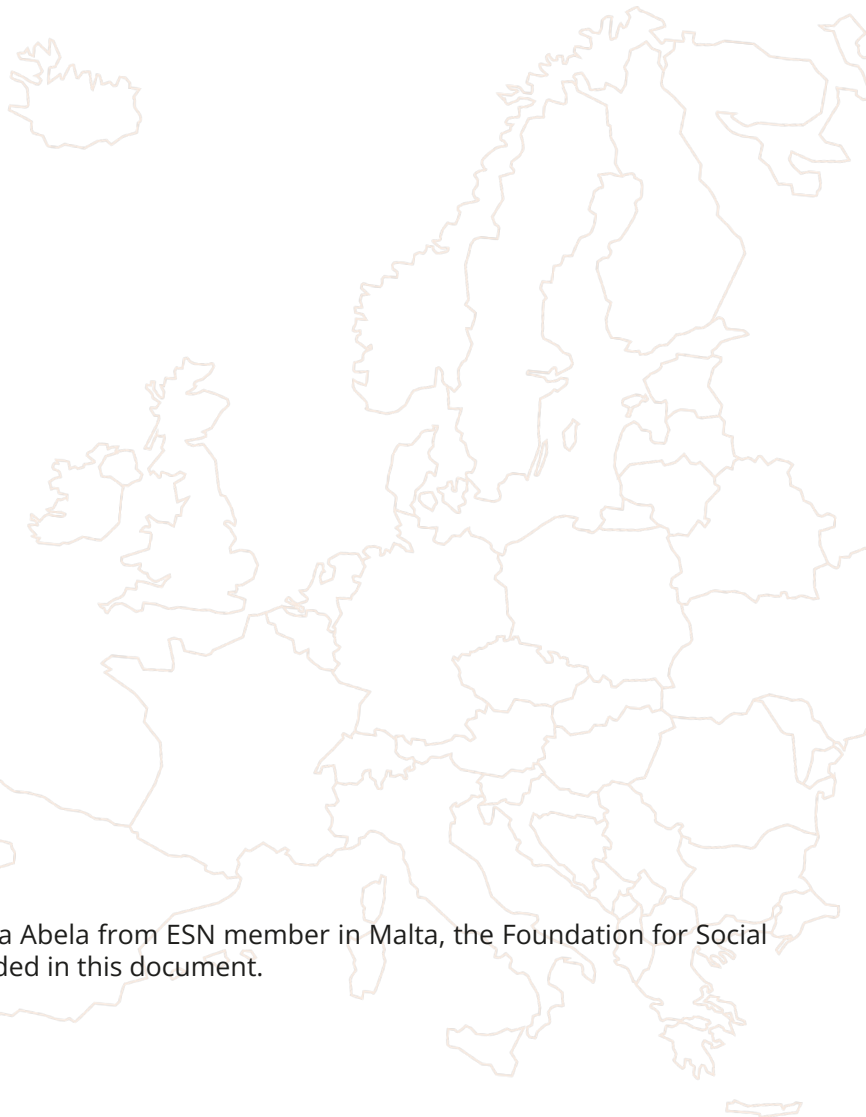 a Abela from ESN member in Malta, the Foundation for Social
ded in this document.